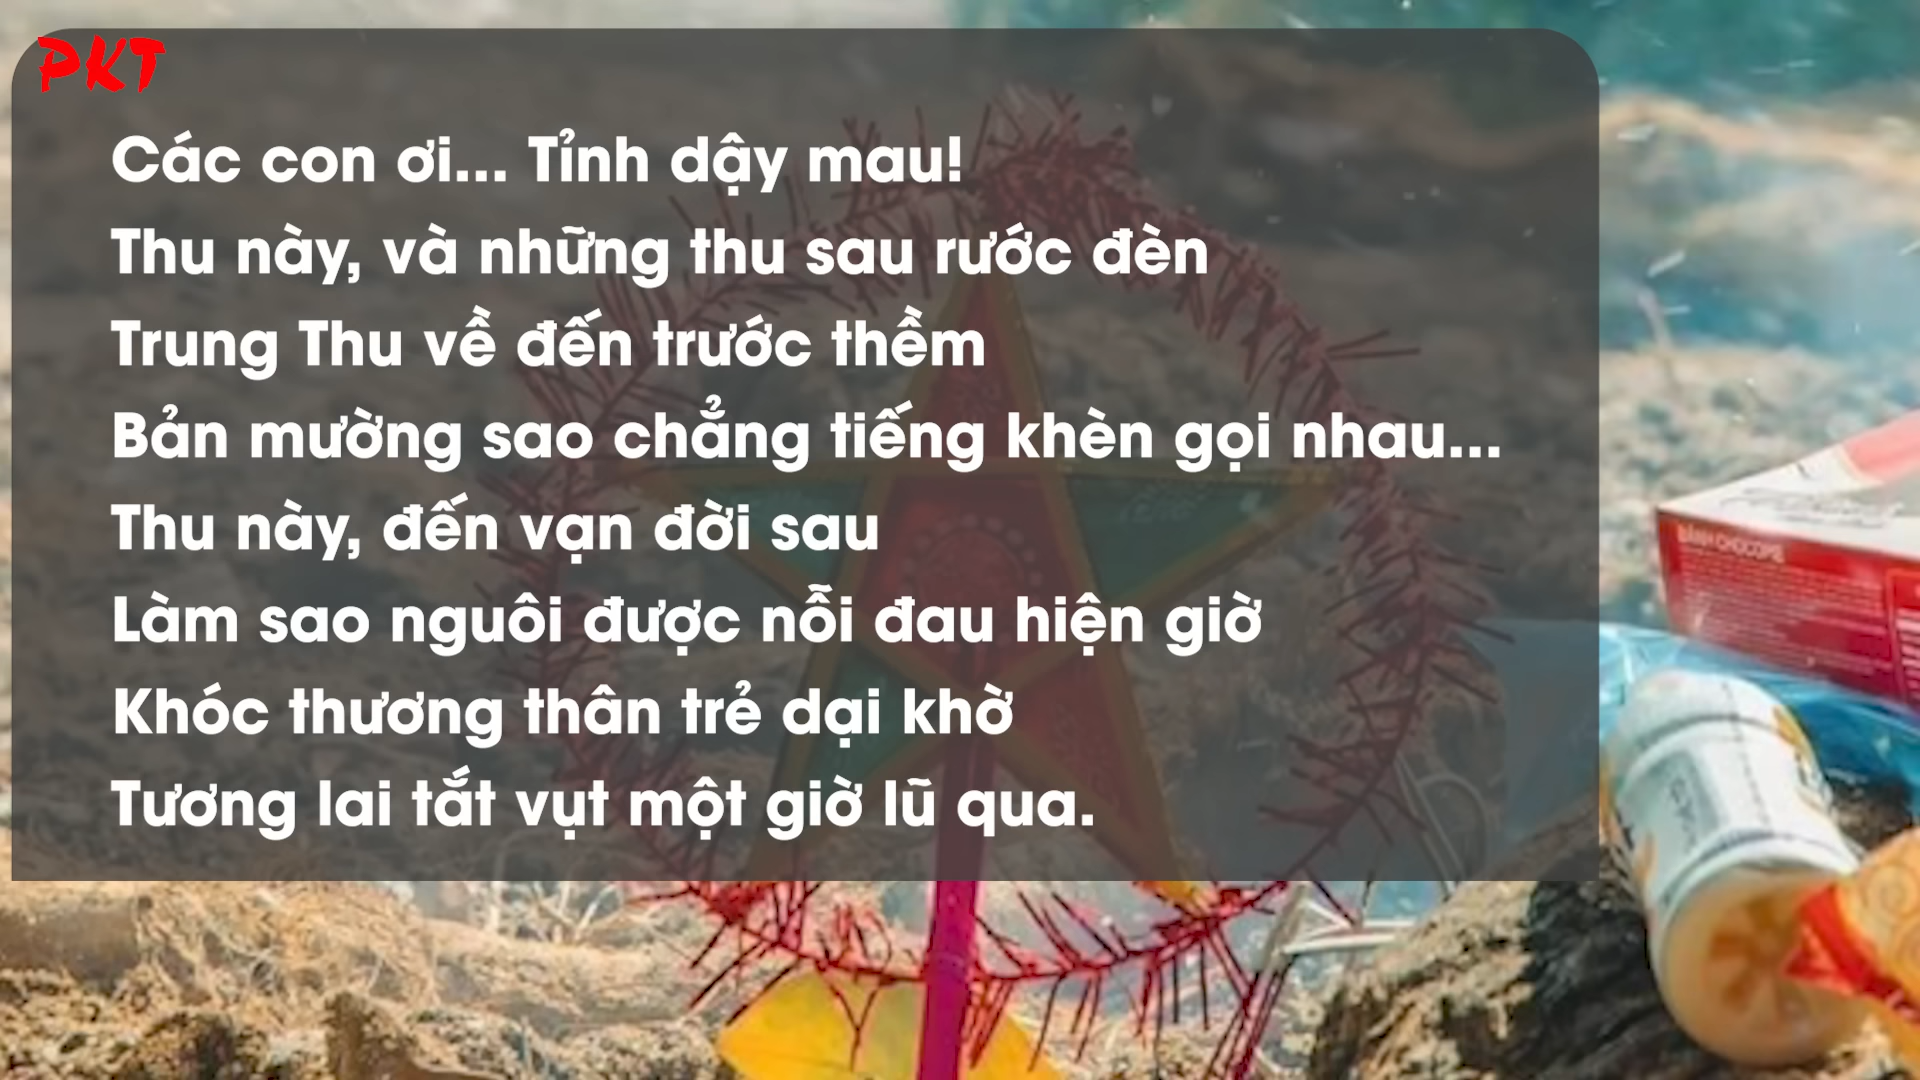 PKT
Các con ơi... Tỉnh dậy mau!
Thu này, và những thu sau rước đèn
Trung Thu về đến trước thềm
Bản mường sao chẳng tiếng khèn gọi nhau...
Thu này, đến vạn đời sau
Làm sao nguôi được nỗi đau hiện giờ
Khóc thương thân trẻ dại khờ
Tương lai tắt vụt một giờ lũ qua.
BÁNH CHOCOPIE